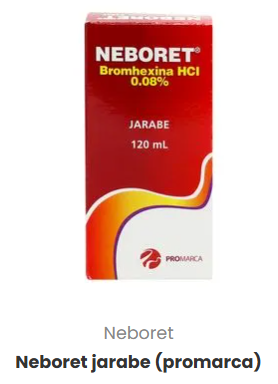 NEBORET®
Bromhexina HCl
0.08%
JARABE
120 mL
PROMARCA
Neboret
Neboret jarabe (promarca)